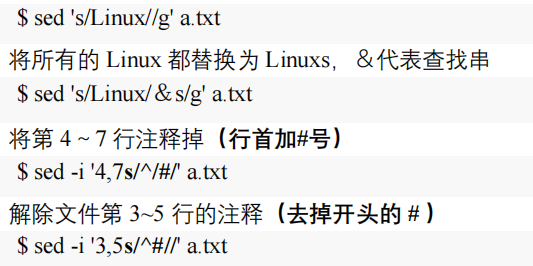 $ sed 's/Linux//g' a.txt
将所有的 Linux 都替换为 Linuxs，＆代表查找串
$ sed 's/Linux/＆s/g' a.txt
将第 4 ~ 7 行注释掉（行首加#号）
$ sed -i '4,7s/^/#/' a.txt
解除文件第 3~5 行的注释（去掉开头的 # ）
$ sed -i '3,5s/^#//' a.txt